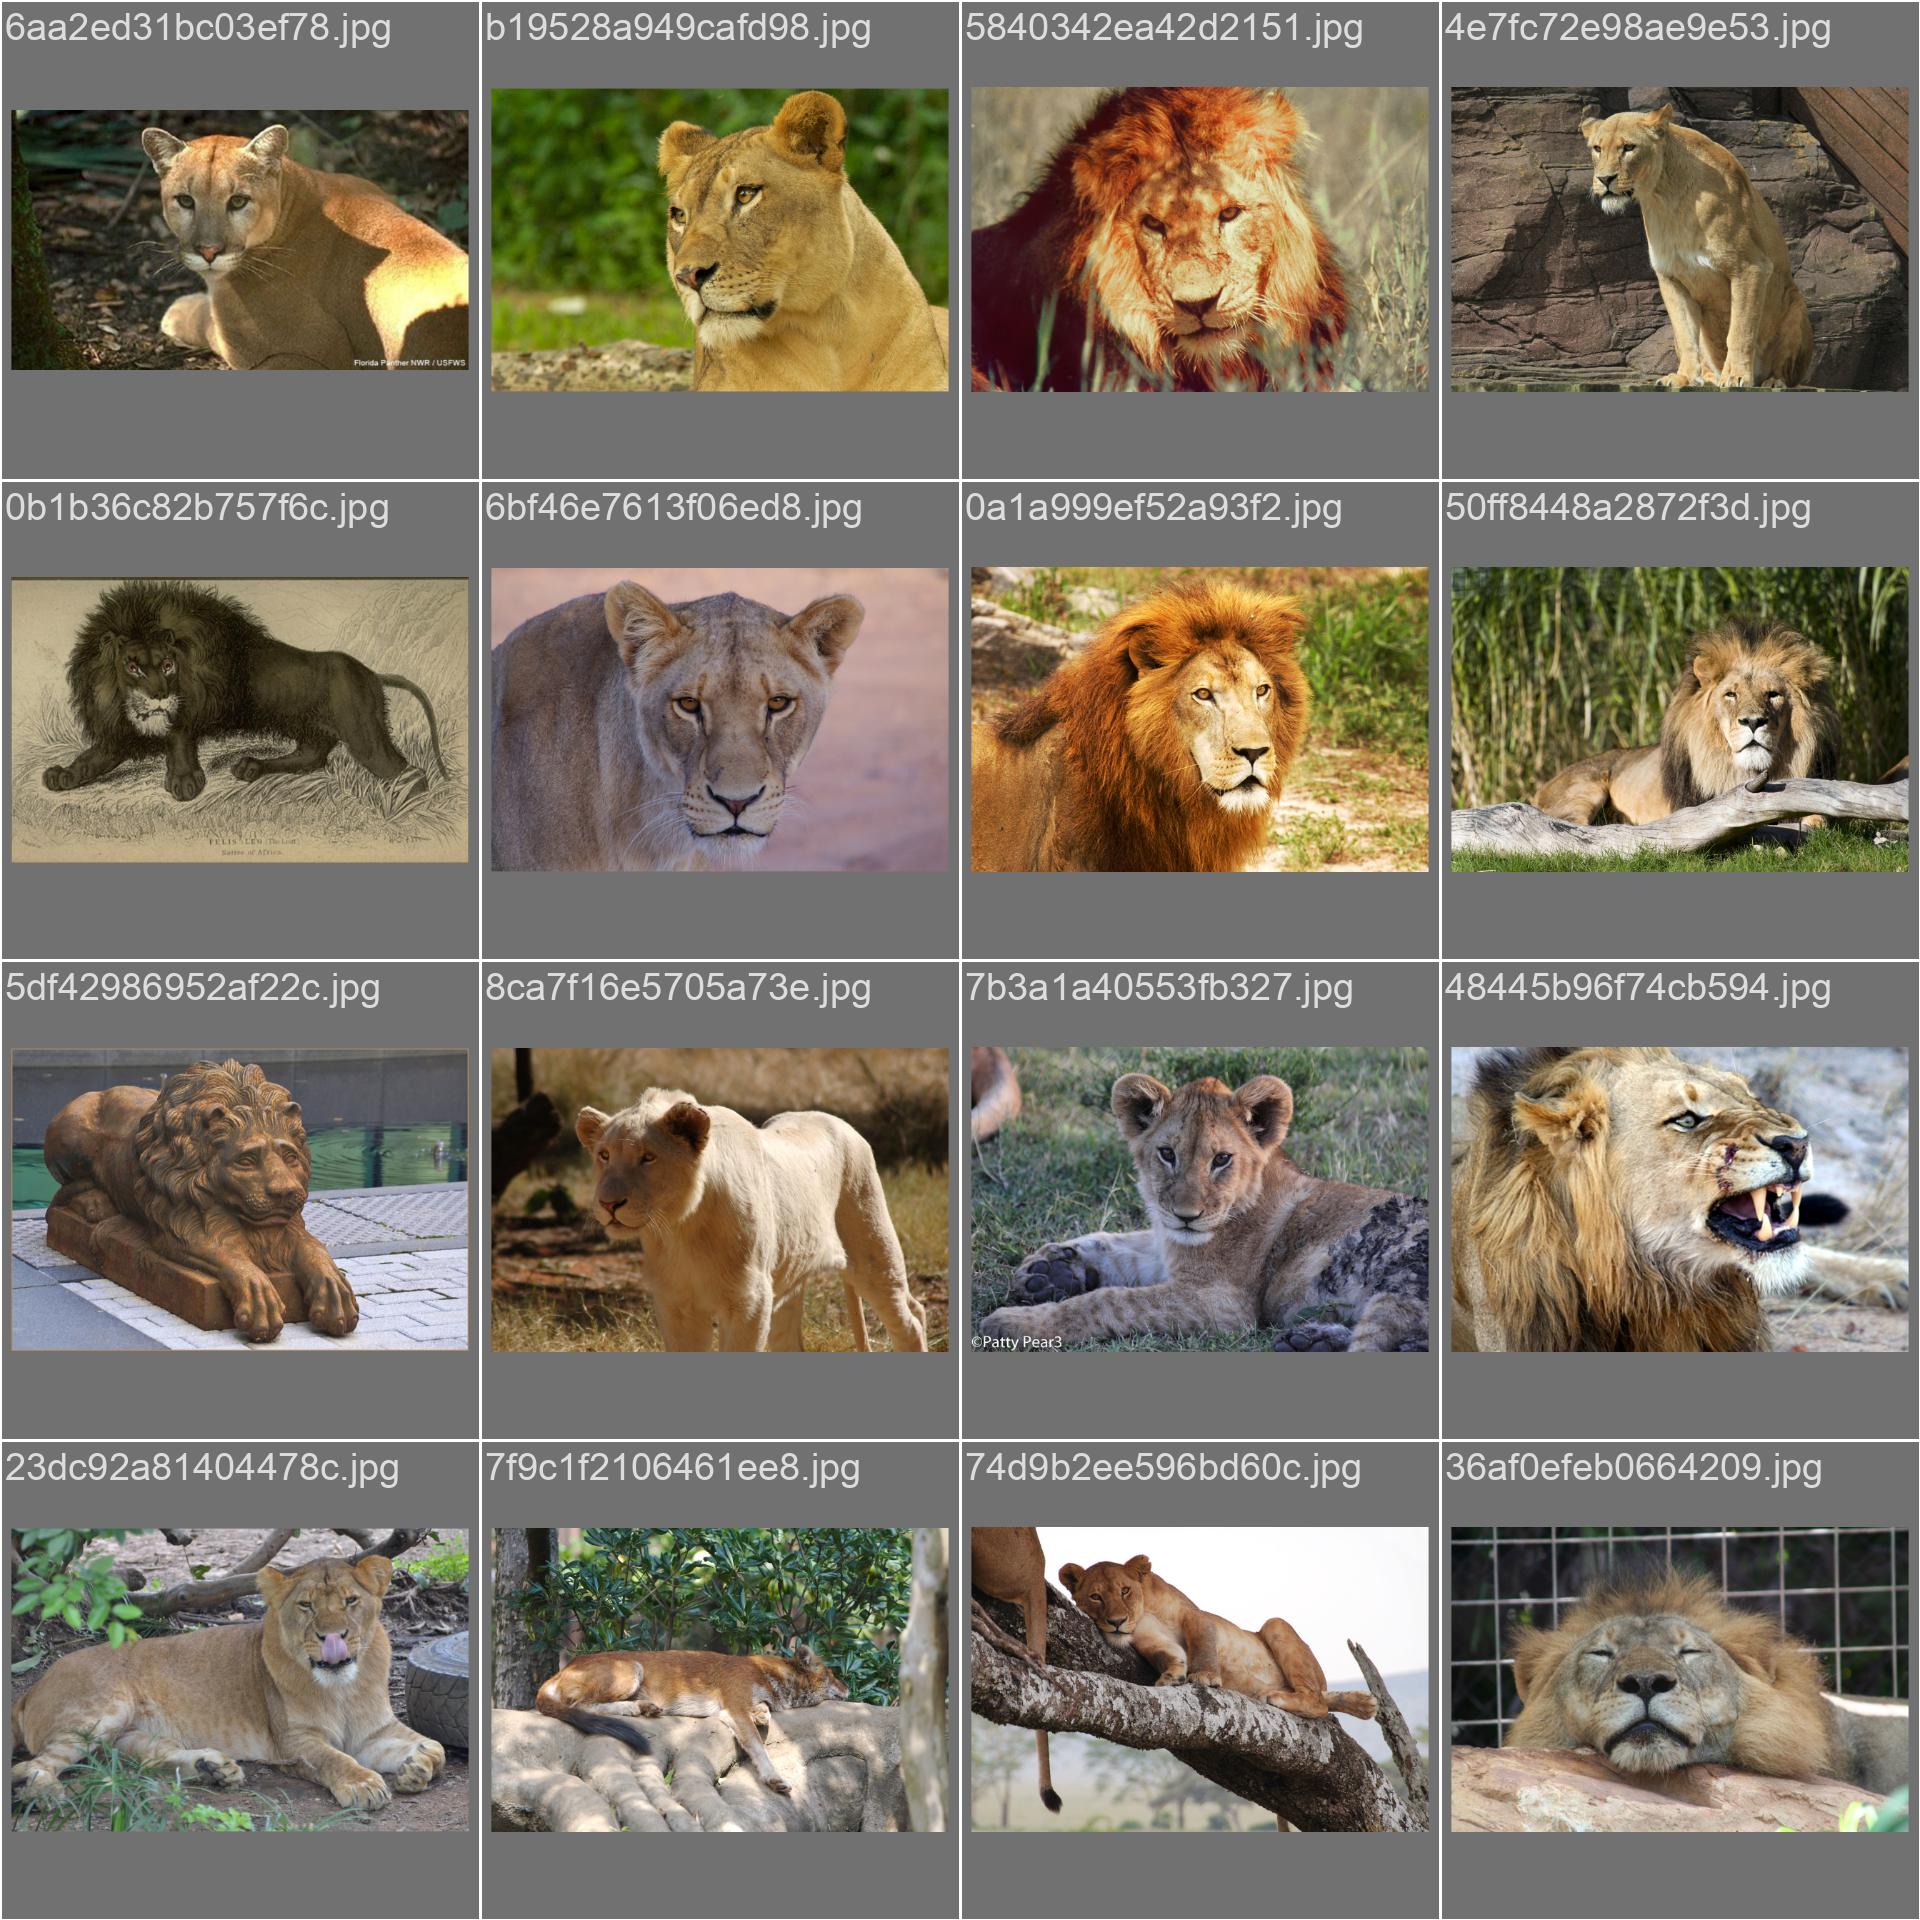 6aa2ed31bc03ef78.jpg
b19528a949cafd98.jpg
5840342ea42d2151.jpg
4e7fc72e98ae9e53.jpg
Florida Panther NWR / USFWS
0b1b36c82b757f6c.jpg
6bf46e7613f06ed8.jpg
0a1a999ef52a93f2.jpg
50ff8448a2872f3d.jpg
FELIS LEO (The Lion)
Native of Africa.
5df42986952af22c.jpg
8ca7f16e5705a73e.jpg
7b3a1a40553fb327.jpg
48445b96f74cb594.jpg
©Patty Pear3
23dc92a81404478c.jpg
7f9c1f2106461ee8.jpg
74d9b2ee596bd60c.jpg
36af0efeb0664209.jpg